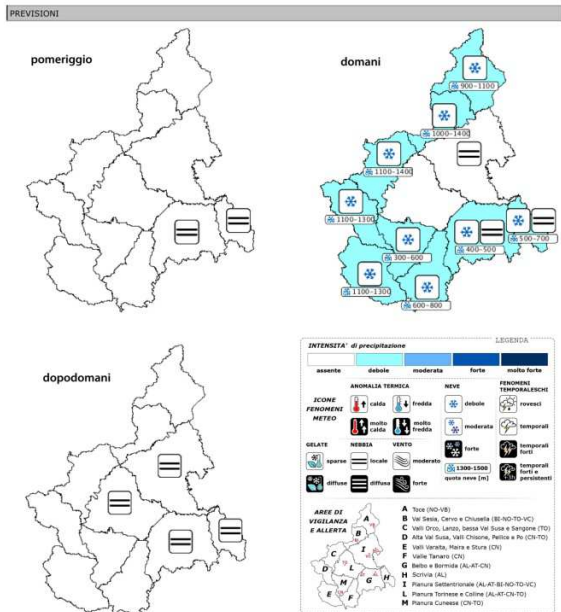 PREVISIONI
pomeriggio
domani
900-1100
1000-1400
1100-1400
1100-1300
300-600
400-500
500-700
1100-1300
600-800
dopodomani
LEGENDA
INTENSITA' di precipitazione
assente debole moderata forte molto forte
ICONE FENOMENI METEO
ANOMALIA TERMICA
calda fredda
molto calda molto fredda
NEVE
debole
moderata
forte
1300-1500
quota neve [m]
FENOMENI TEMPORALESCHI
rovesci
temporali
temporali forti
temporali forti e persistenti
GELATE
sparse
diffuse
NEBBIA
locale
diffusa
VENTO
moderato
forte
AREE DI VIGILANZA E ALLERTA
A
B
C
I
D
L
G
H
M
E
F
A Toce (NO-VB)
B Val Sesia, Cervo e Chiusella (BI-NO-TO-VC)
C Valli Orco, Lanzo, bassa Val Susa e Sangone (TO)
D Alta Val Susa, Valli Chisone, Pellice e Po (CN-TO)
E Valli Varaita, Maira e Stura (CN)
F Valle Tanaro (CN)
G Belbo e Bormida (AL-AT-CN)
H Scrivia (AL)
I Pianura Settentrionale (AL-AT-BI-NO-TO-VC)
L Pianura Torinese e Colline (AL-AT-CN-TO)
M Pianura Cuneese (CN-TO)